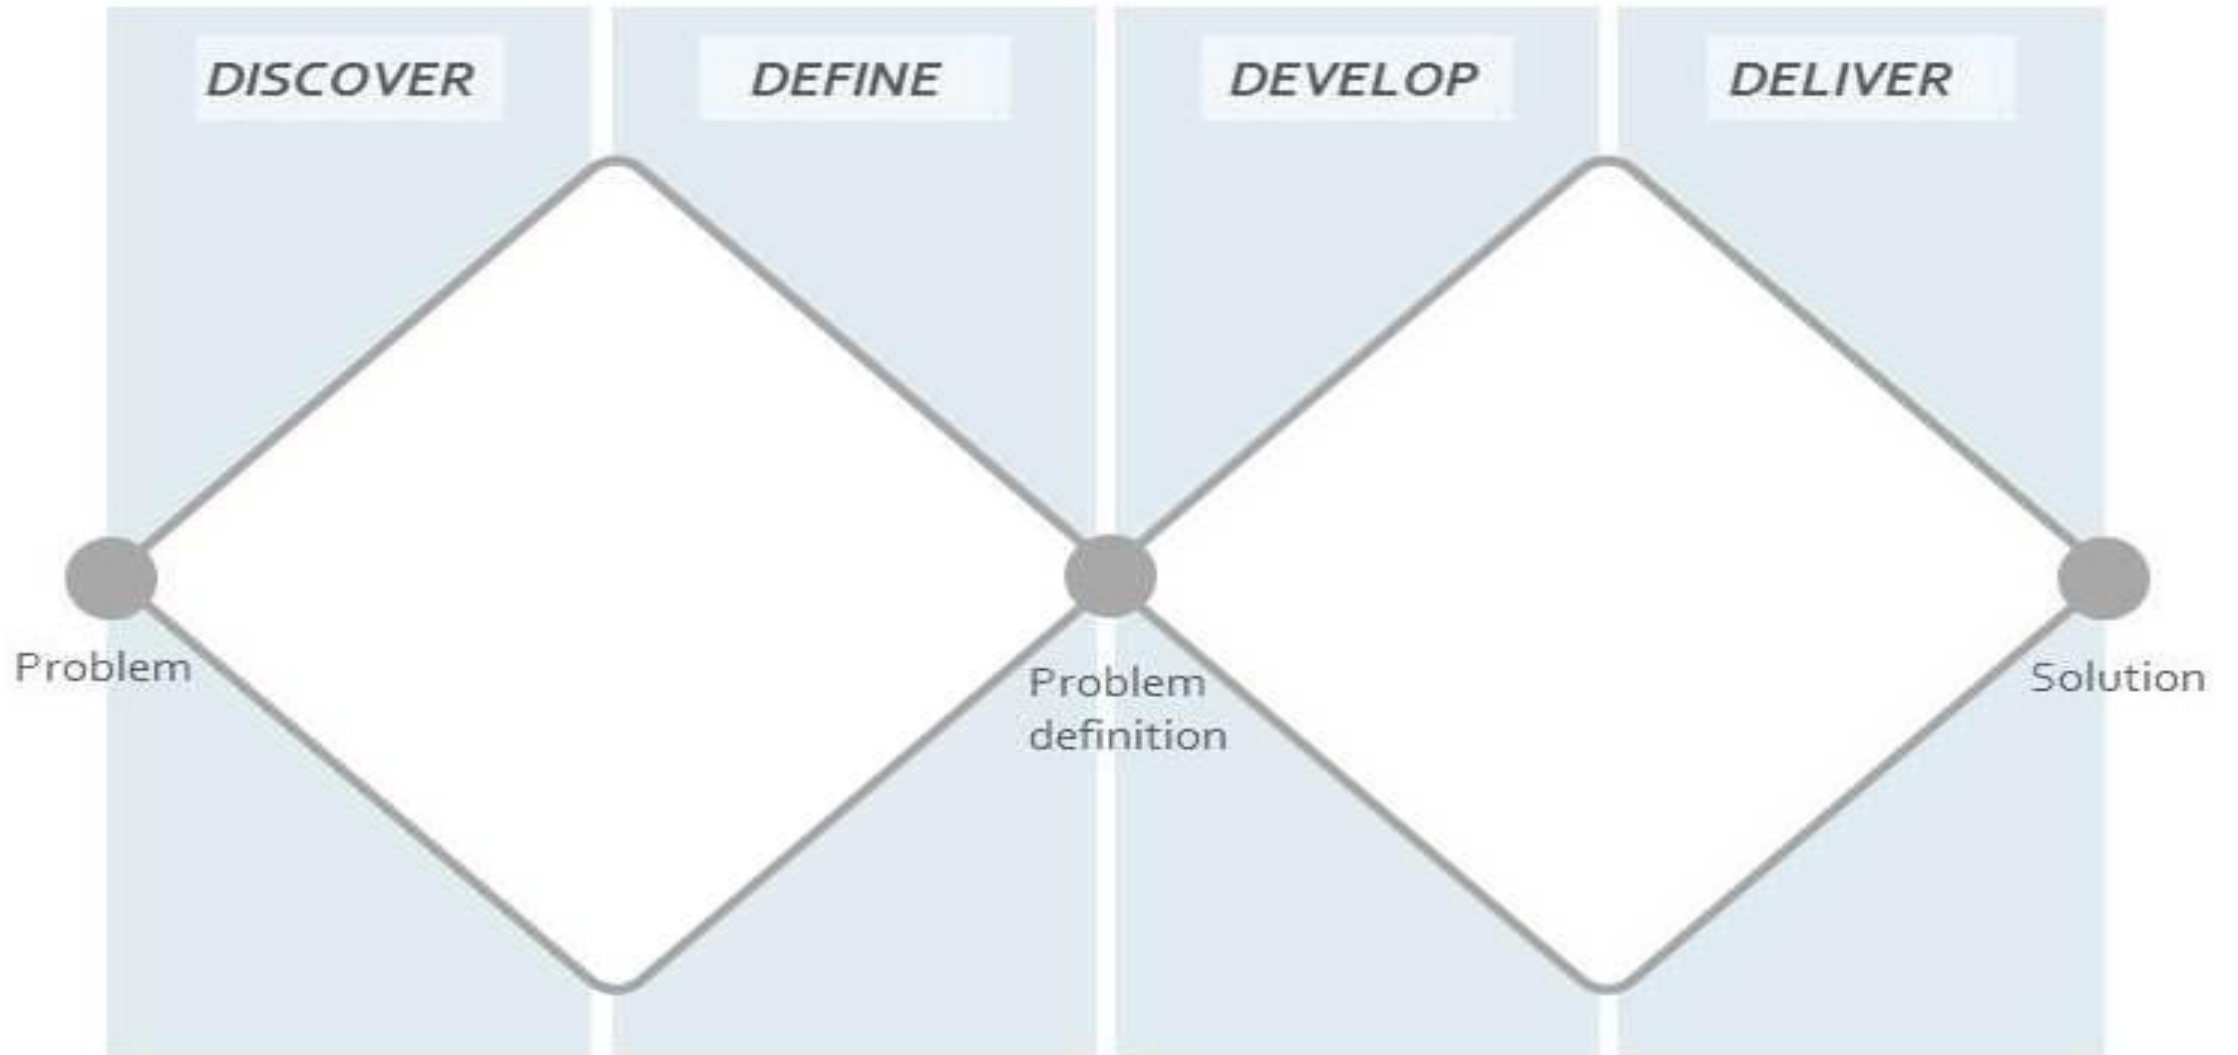 DISCOVER
DEFINE
DEVELOP
DELIVER
Problem
Problem
definition
Solution